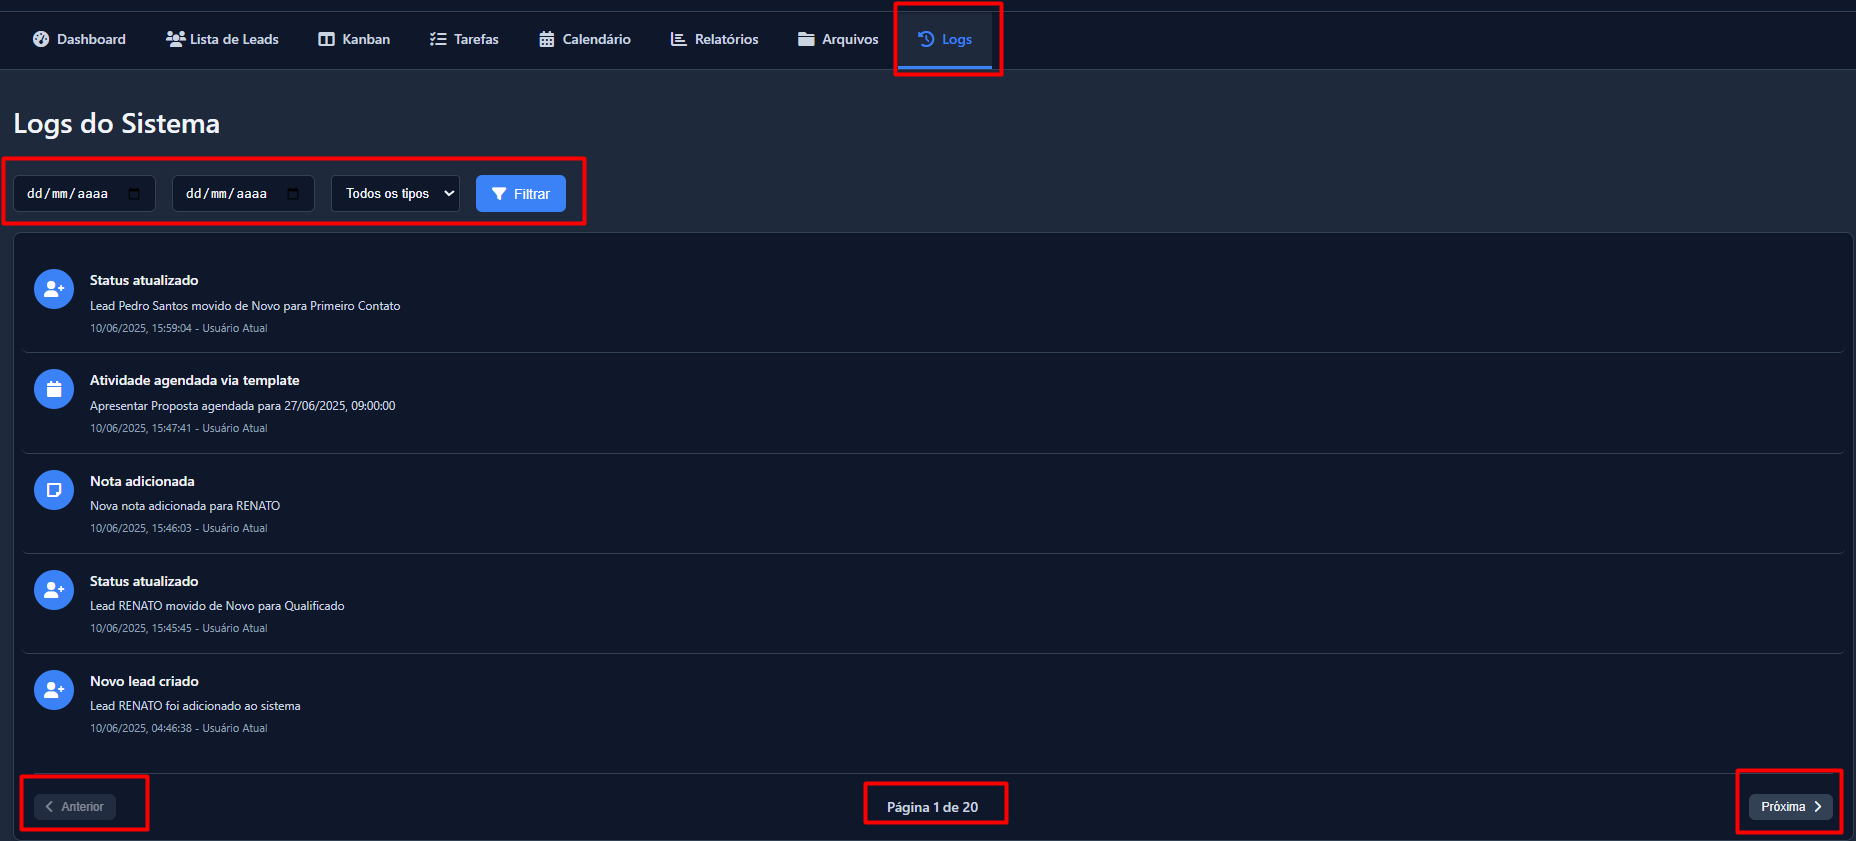 Dashboard Lista de Leads Kanban Tarefas Calendário Relatórios Arquivos Logs
Logs do Sistema
dd/mm/aaaa dd/mm/aaaa Todos os tipos Filtrar
Status atualizado
Lead Pedro Santos movido de Novo para Primeiro Contato
10/06/2025, 15:59:04 - Usuário Atual
Atividade agendada via template
Apresentar Proposta agendada para 27/06/2025, 09:00:00
10/06/2025, 15:47:41 - Usuário Atual
Nota adicionada
Nova nota adicionada para RENATO
10/06/2025, 15:46:03 - Usuário Atual
Status atualizado
Lead RENATO movido de Novo para Qualificado
10/06/2025, 15:45:45 - Usuário Atual
Novo lead criado
Lead RENATO foi adicionado ao sistema
10/06/2025, 04:46:38 - Usuário Atual
Anterior Página 1 de 20 Próxima